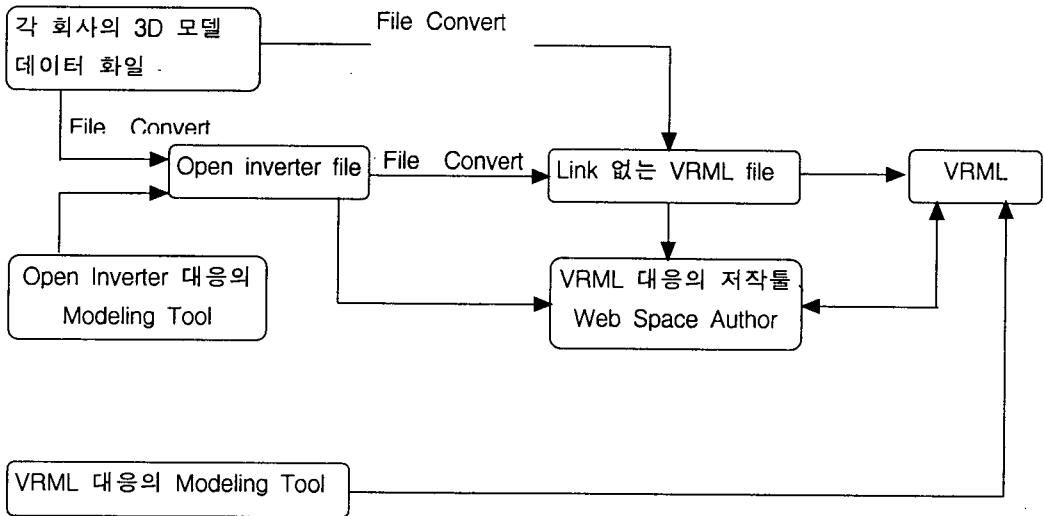 각 회사의 3D 모델
데이터 화일
File Convert
File Convert
Open inverter file
File Convert
Link 없는 VRML file
VRML
Open Inverter 대응의
Modeling Tool
VRML 대응의 저작툴
Web Space Author
VRML 대응의 Modeling Tool